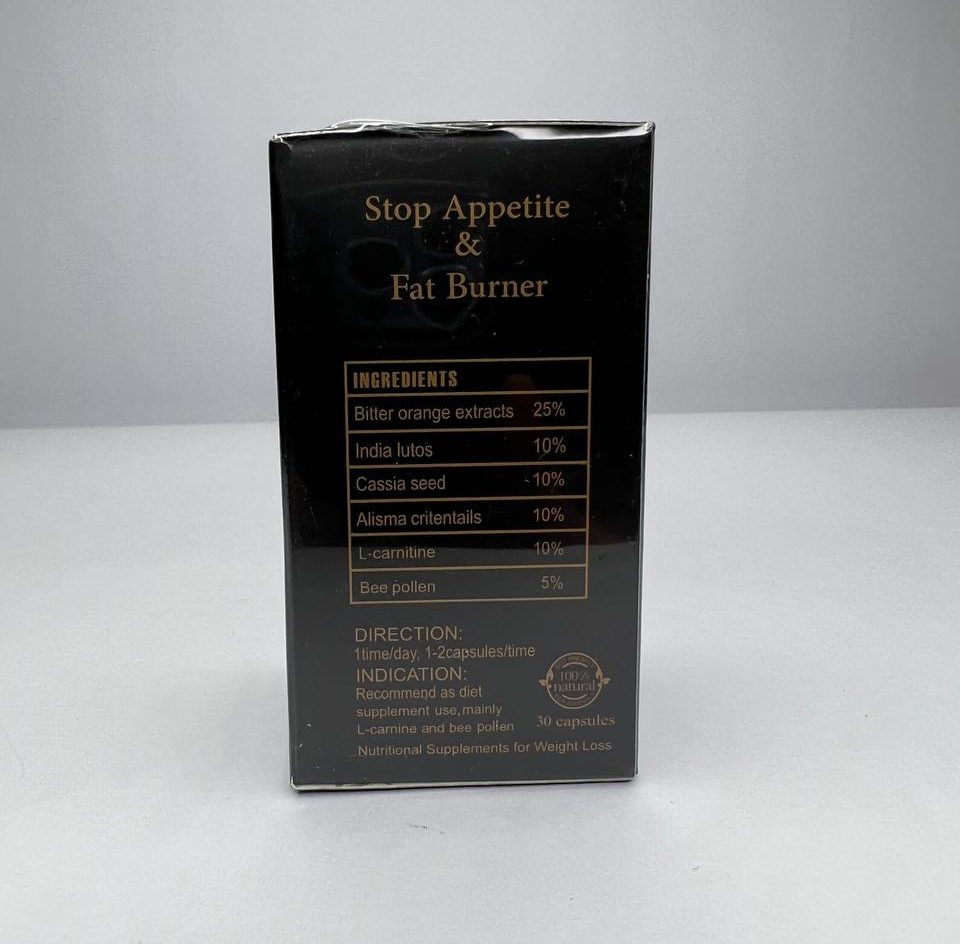 Stop Appetite
&
Fat Burner
INGREDIENTS
Bitter orange extracts 25%
India lutos 10%
Cassia seed 10%
Alisma critentails 10%
L-carnitine 10%
Bee pollen 5%
DIRECTION:
1time/day, 1-2capsules/time
INDICATION:
Recommend as diet
supplement use,mainly
L-carnine and bee pollen
100%
natural
30 capsules
Nutritional Supplements for Weight Loss